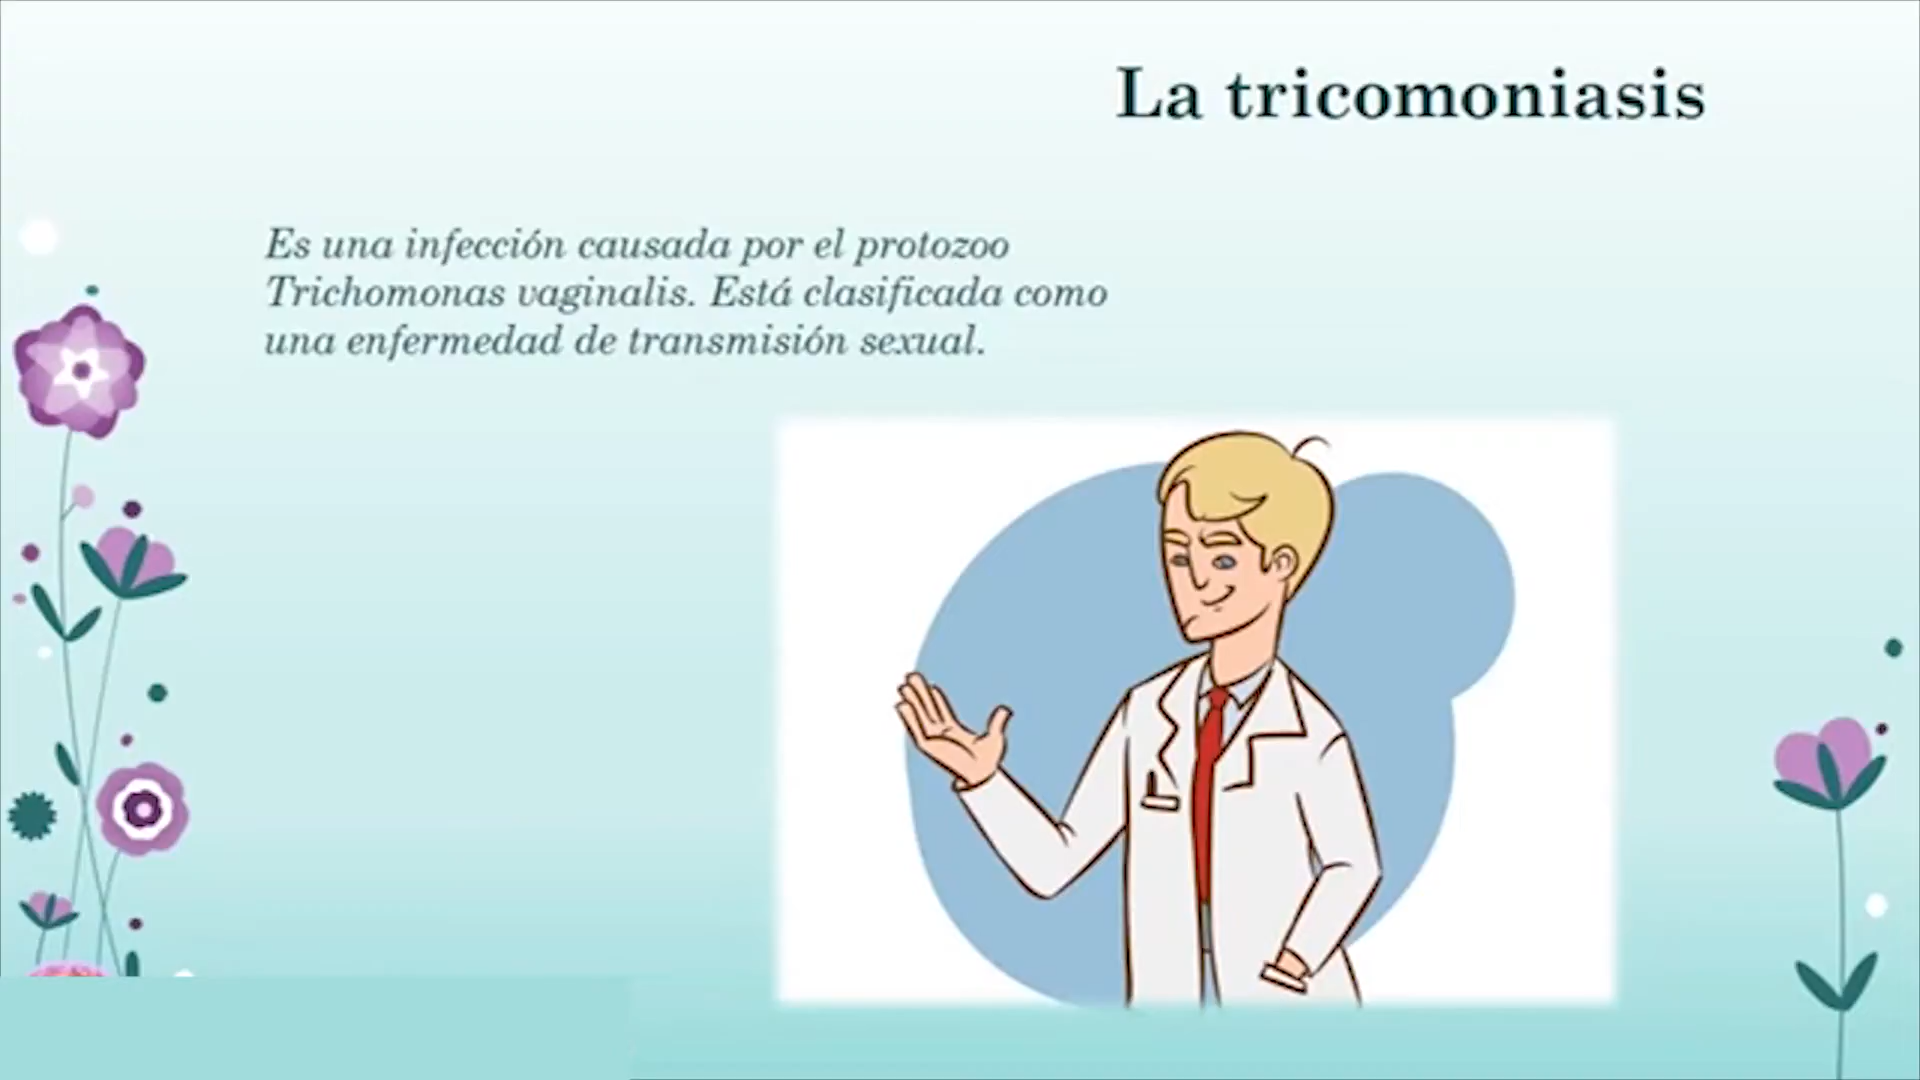 La tricomoniasis
Es una infección causada por el protozoo
Trichomonas vaginalis. Está clasificada como
una enfermedad de transmisión sexual.